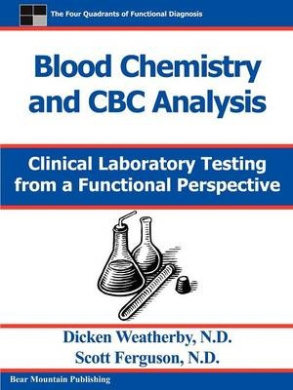 The Four Quadrants of Functional Diagnosis
Blood Chemistry
and CBC Analysis
Clinical Laboratory Testing
from a Functional Perspective
Dicken Weatherby, N.D.
Scott Ferguson, N.D.
Bear Mountain Publishing